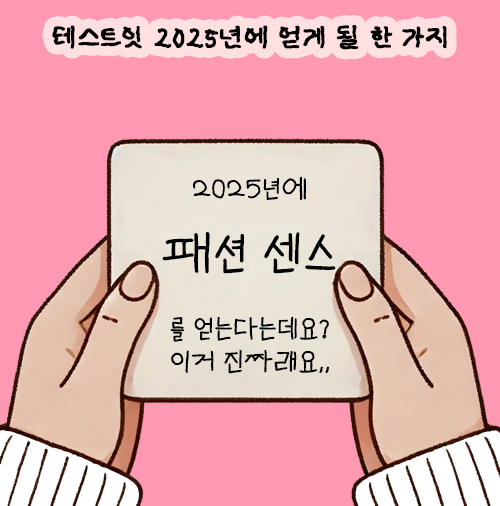 테스트잇 2025년에 얻게 될 한 가지
2025년에
패션 센스
를 얻는다는데요?
이거 진짜래요,,